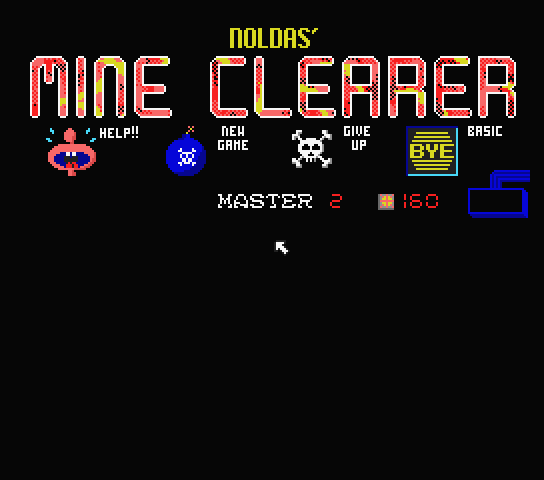 NOLDAS'
MINE CLEARER
HELP!!
NEW
GAME
GIVE
UP
BYE
BASIC
MASTER 2 160